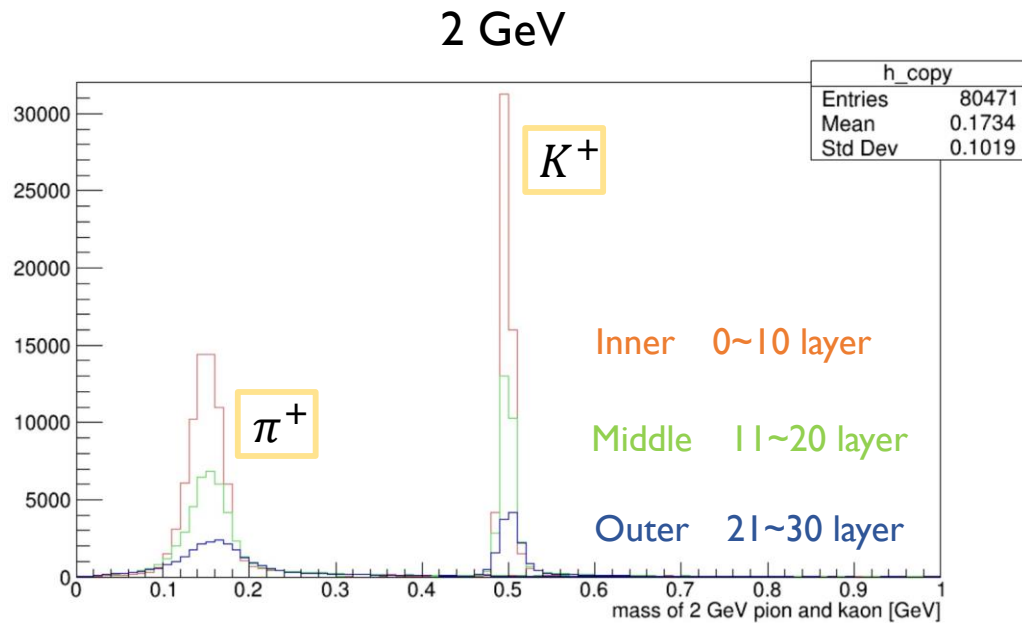 2 GeV
h_copy
Entries 80471
Mean 0.1734
Std Dev 0.1019
30000
25000
20000
15000
10000
5000
0
K⁺
π⁺
Inner 0~10 layer
Middle 11~20 layer
Outer 21~30 layer
0 0.1 0.2 0.3 0.4 0.5 0.6 0.7 0.8 0.9 1
mass of 2 GeV pion and kaon [GeV]